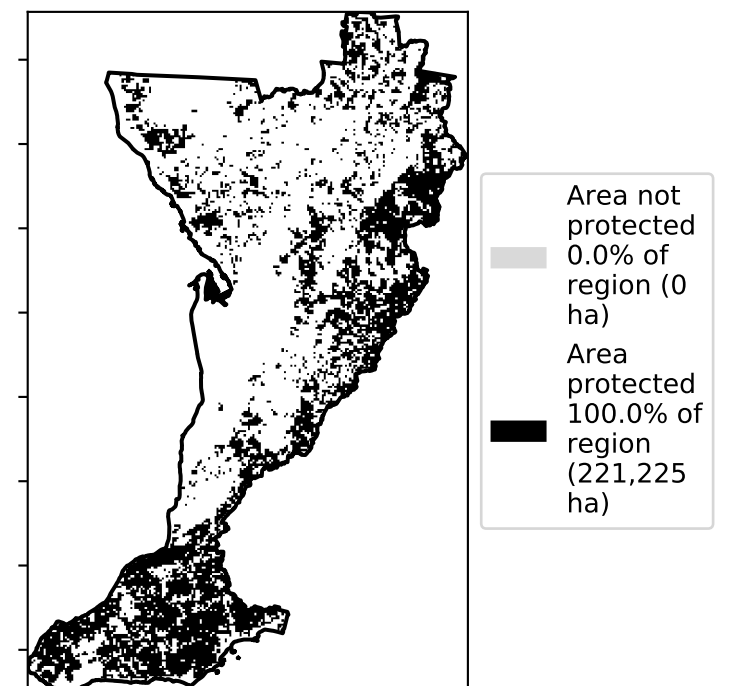 Area not
protected
0.0% of
region (0
ha)
Area
protected
100.0% of
region
(221,225
ha)